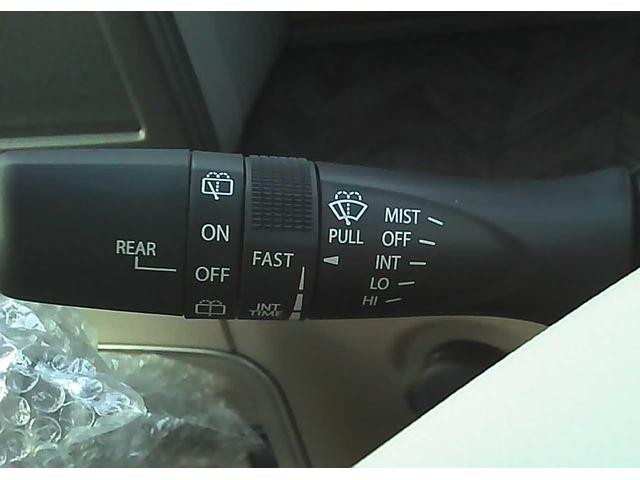 REAR
ON
OFF
FAST
INT
TIME
PULL
MIST
OFF
INT
LO
HI